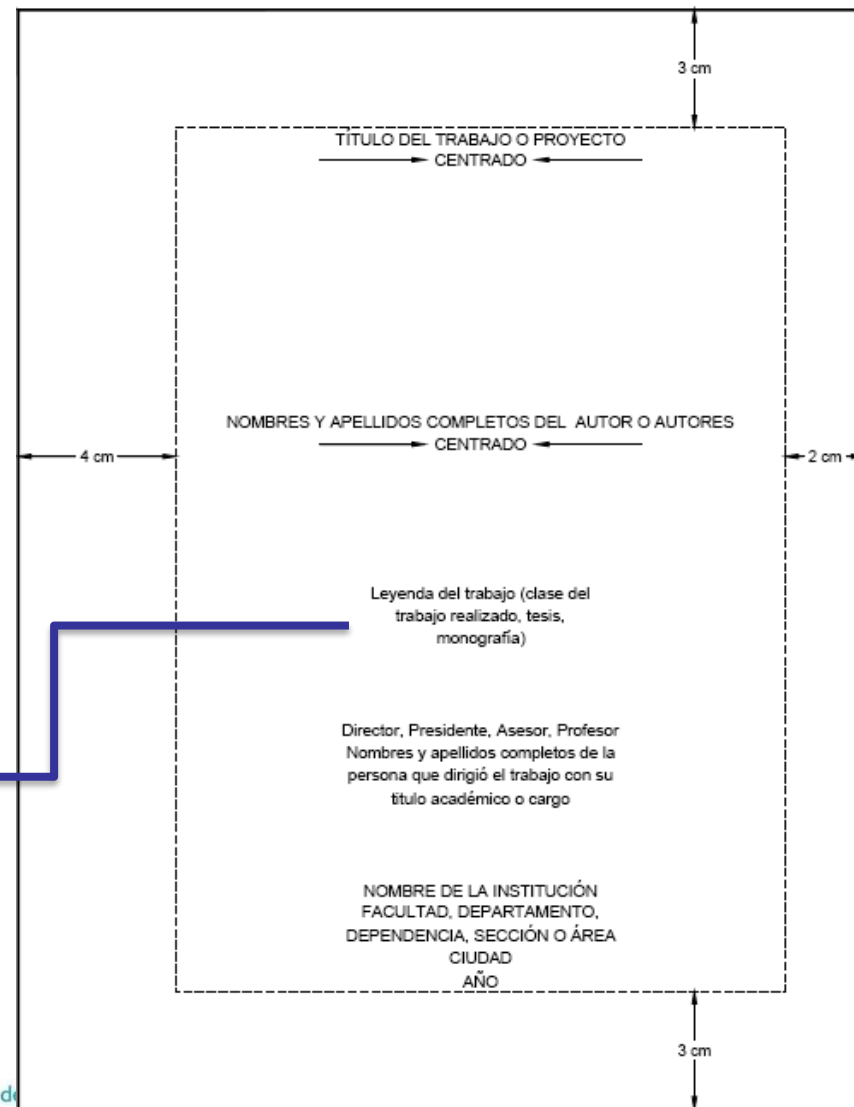 3 cm
TÍTULO DEL TRABAJO O PROYECTO
CENTRADO
NOMBRES Y APELLIDOS COMPLETOS DEL AUTOR O AUTORES
CENTRADO
4 cm
2 cm
Leyenda del trabajo (clase del
trabajo realizado, tesis,
monografía)
Director, Presidente, Asesor, Profesor
Nombres y apellidos completos de la
persona que dirigió el trabajo con su
título académico o cargo
NOMBRE DE LA INSTITUCIÓN
FACULTAD, DEPARTAMENTO,
DEPENDENCIA, SECCIÓN O ÁREA
CIUDAD
AÑO
3 cm